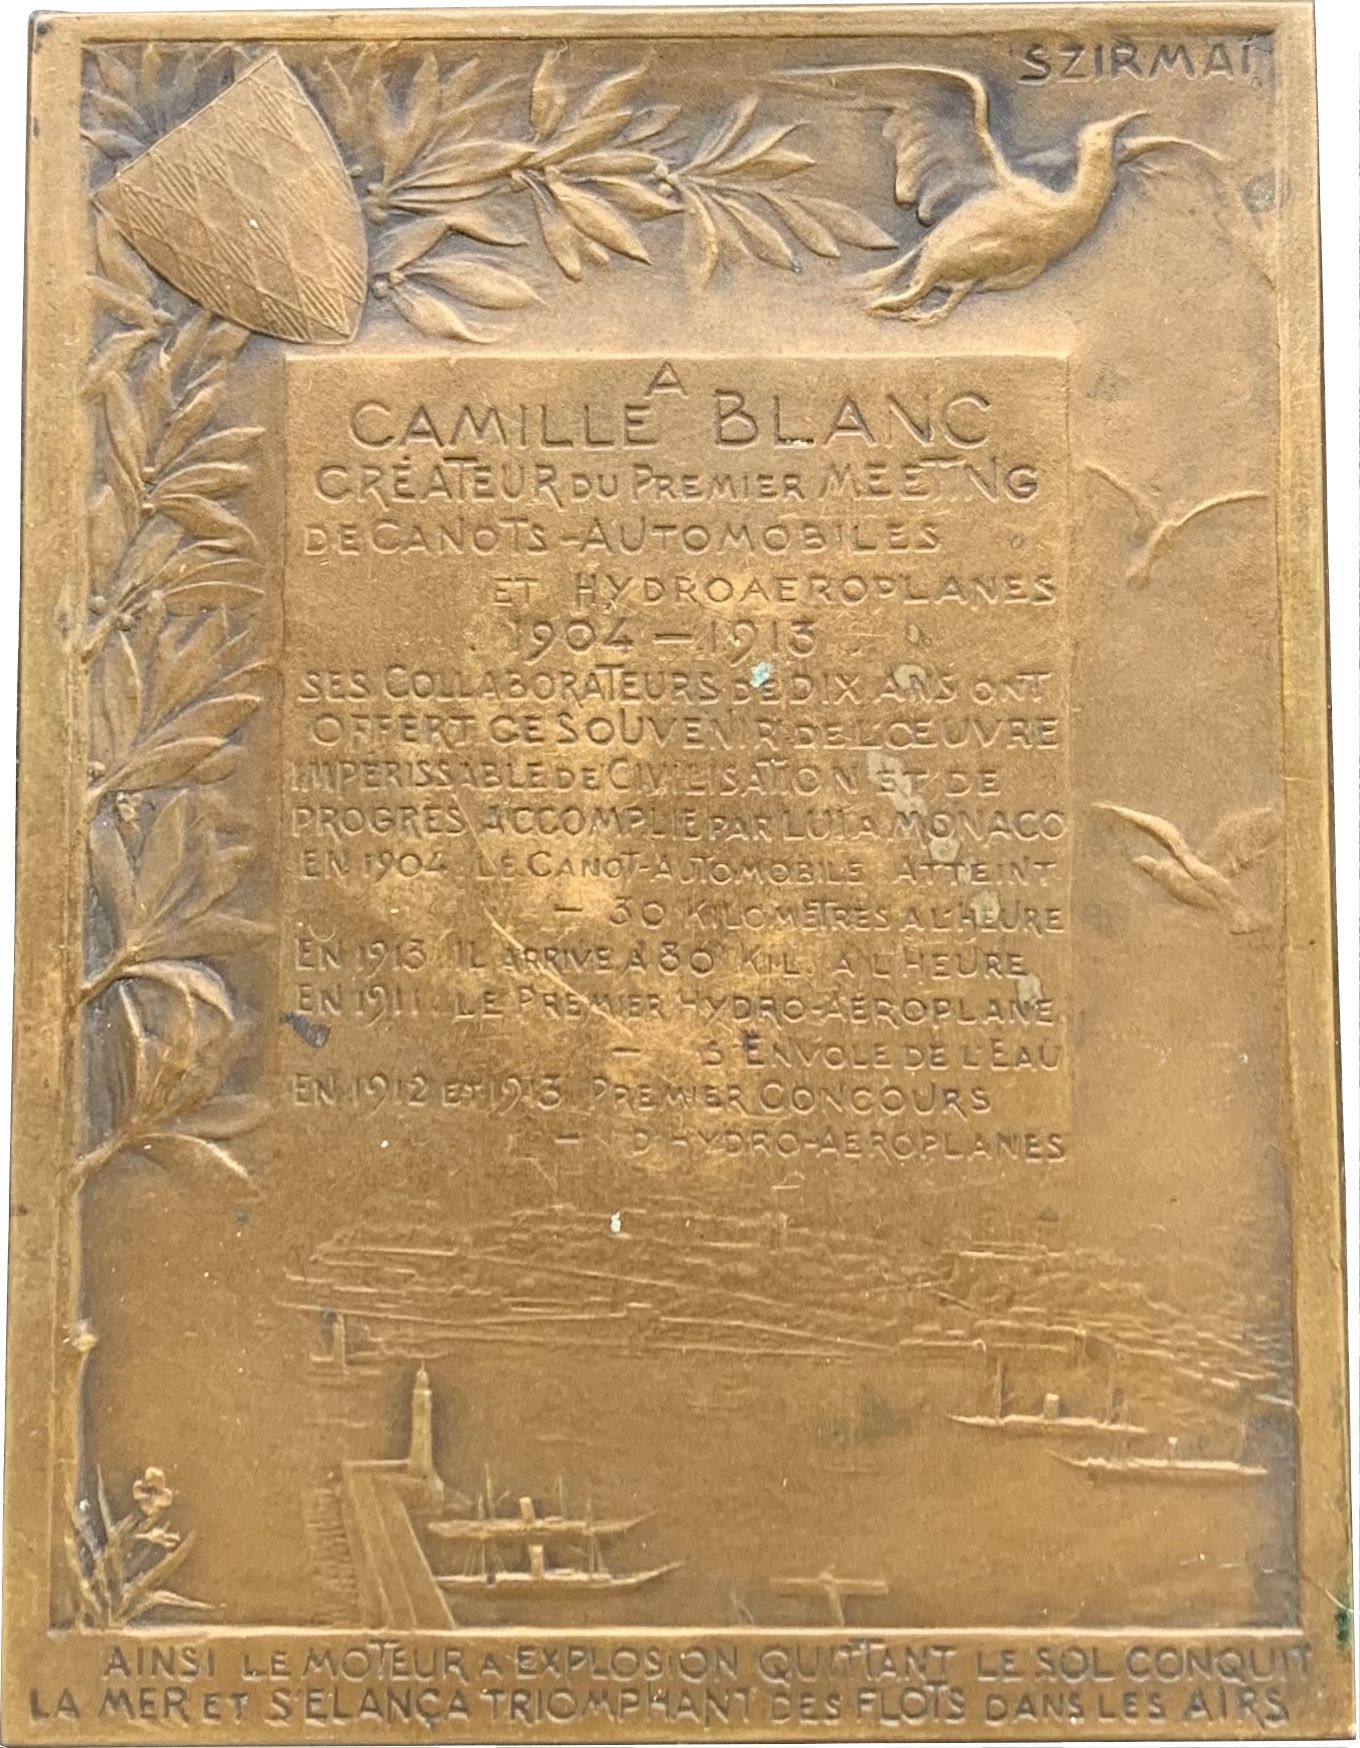 SZIRMAÏ
A
CAMILLE BLANC
CRÉATEUR DU PREMIER MEETING
DE CANOTS-AUTOMOBILES
ET HYDROAEROPLANES
1904 — 1913
SES COLLABORATEURS DE DIX ANS ONT
OFFERT CE SOUVENIR DE L'ŒUVRE
IMPERISSABLE DE CIVILISATION ET DE
PROGRES ACCOMPLIE PAR LUI A MONACO
EN 1904 LE CANOT-AUTOMOBILE ATTEINT
— 30 KILOMETRES A L'HEURE
EN 1913 IL ARRIVE A 80 KIL. A L'HEURE
EN 1911 LE PREMIER HYDRO-AÉROPLANE
— S'ENVOLE DE L'EAU
EN 1912 ET 1913 PREMIER CONCOURS
— D'HYDRO-AEROPLANES
AINSI LE MOTEUR A EXPLOSION QUITTANT LE SOL CONQUIT
LA MER ET S'ELANÇA TRIOMPHANT DES FLOTS DANS LES AIRS